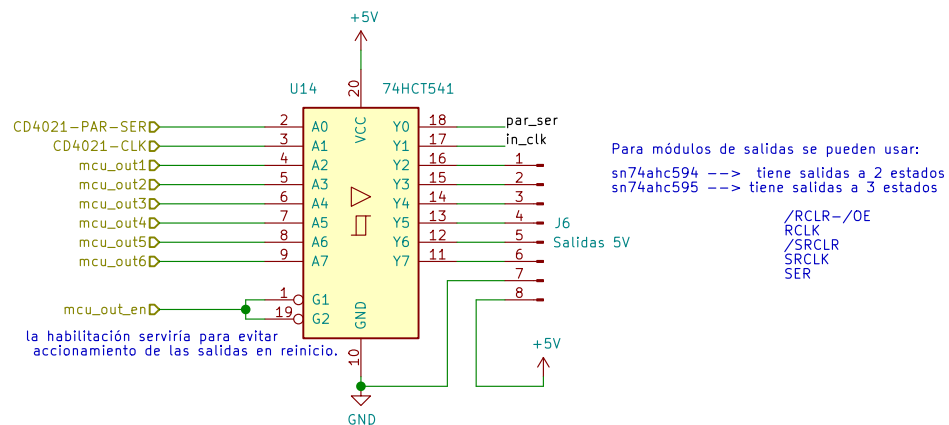 +5V
U14
74HCT541
20
VCC
CD4021-PAR-SER 2 A0 Y0 18 par_ser
CD4021-CLK 3 A1 Y1 17 in_clk
mcu_out1 4 A2 Y2 16 1
mcu_out2 5 A3 Y3 15 2
mcu_out3 6 A4 Y4 14 3
mcu_out4 7 A5 Y5 13 4 J6
mcu_out5 8 A6 Y6 12 5 Salidas 5V
mcu_out6 9 A7 Y7 11 6
7
8
mcu_out_en
1 G1
19 G2
GND
10
GND
+5V
la habilitación serviría para evitar
accionamiento de las salidas en reinicio.
Para módulos de salidas se pueden usar:
sn74ahc594 --> tiene salidas a 2 estados
sn74ahc595 --> tiene salidas a 3 estados
/RCLR-/OE
RCLK
/SRCLR
SRCLK
SER